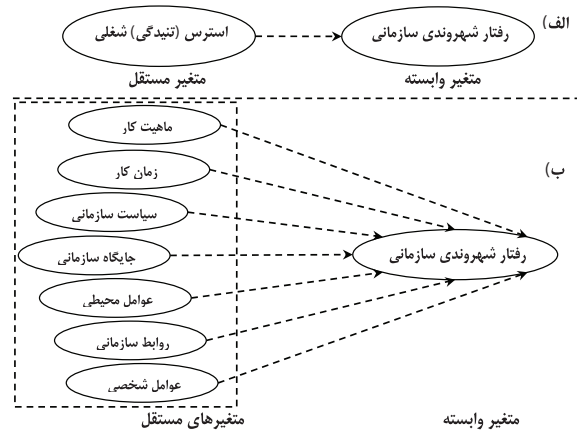 الف)
رفتار شهروندی سازمانی
استرس (تنیدگی) شغلی
متغیر وابسته
متغیر مستقل
ب)
ماهیت کار
زمان کار
سیاست سازمانی
جایگاه سازمانی
عوامل محیطی
روابط سازمانی
عوامل شخصی
رفتار شهروندی سازمانی
متغیر وابسته
متغیرهای مستقل